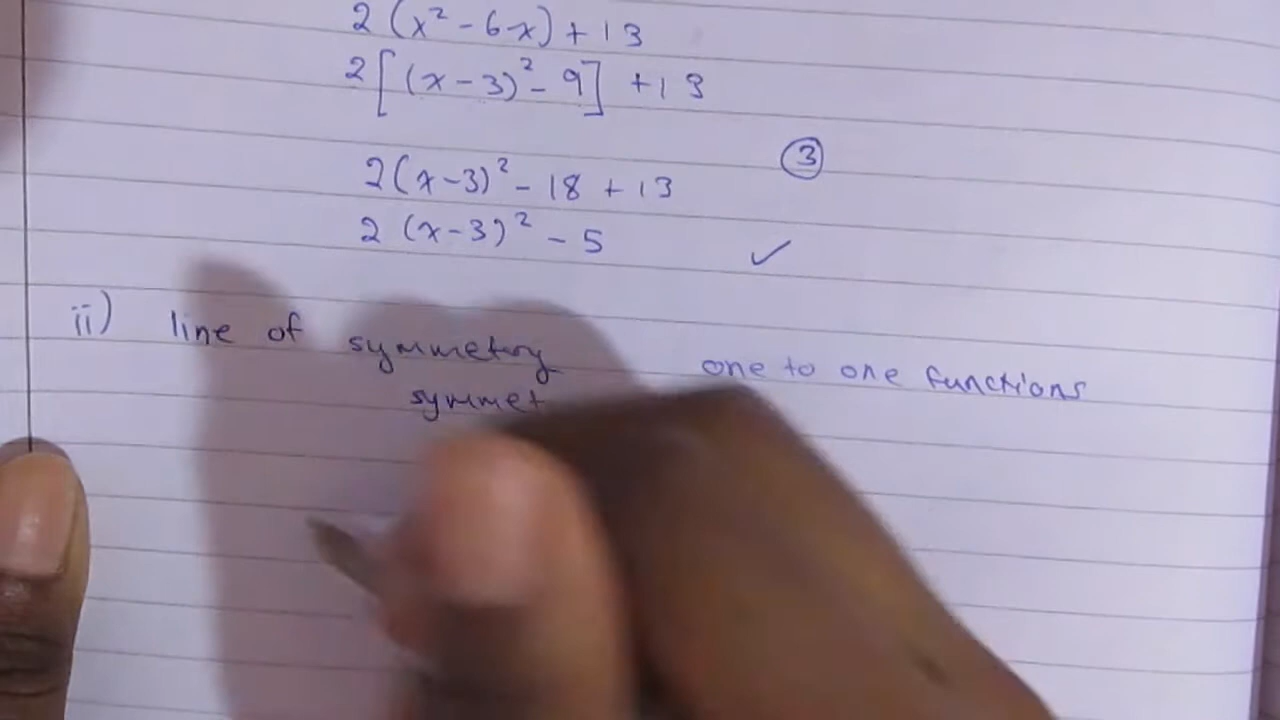 2 (x² - 6x) + 13
2 [(x - 3)² - 9] + 13
③
2(x-3)² - 18 + 13
2 (x-3)² - 5 ✓
ii) line of symmetry one to one functions
symmet